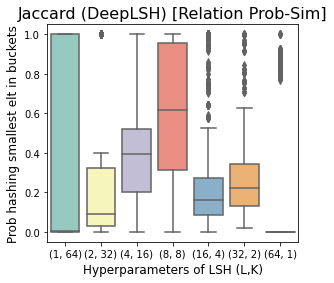 Jaccard (DeepLSH) [Relation Prob-Sim]
Prob hashing smallest elt in buckets
1.0
0.8
0.6
0.4
0.2
0.0
(1, 64) (2, 32) (4, 16) (8, 8) (16, 4) (32, 2) (64, 1)
Hyperparameters of LSH (L,K)